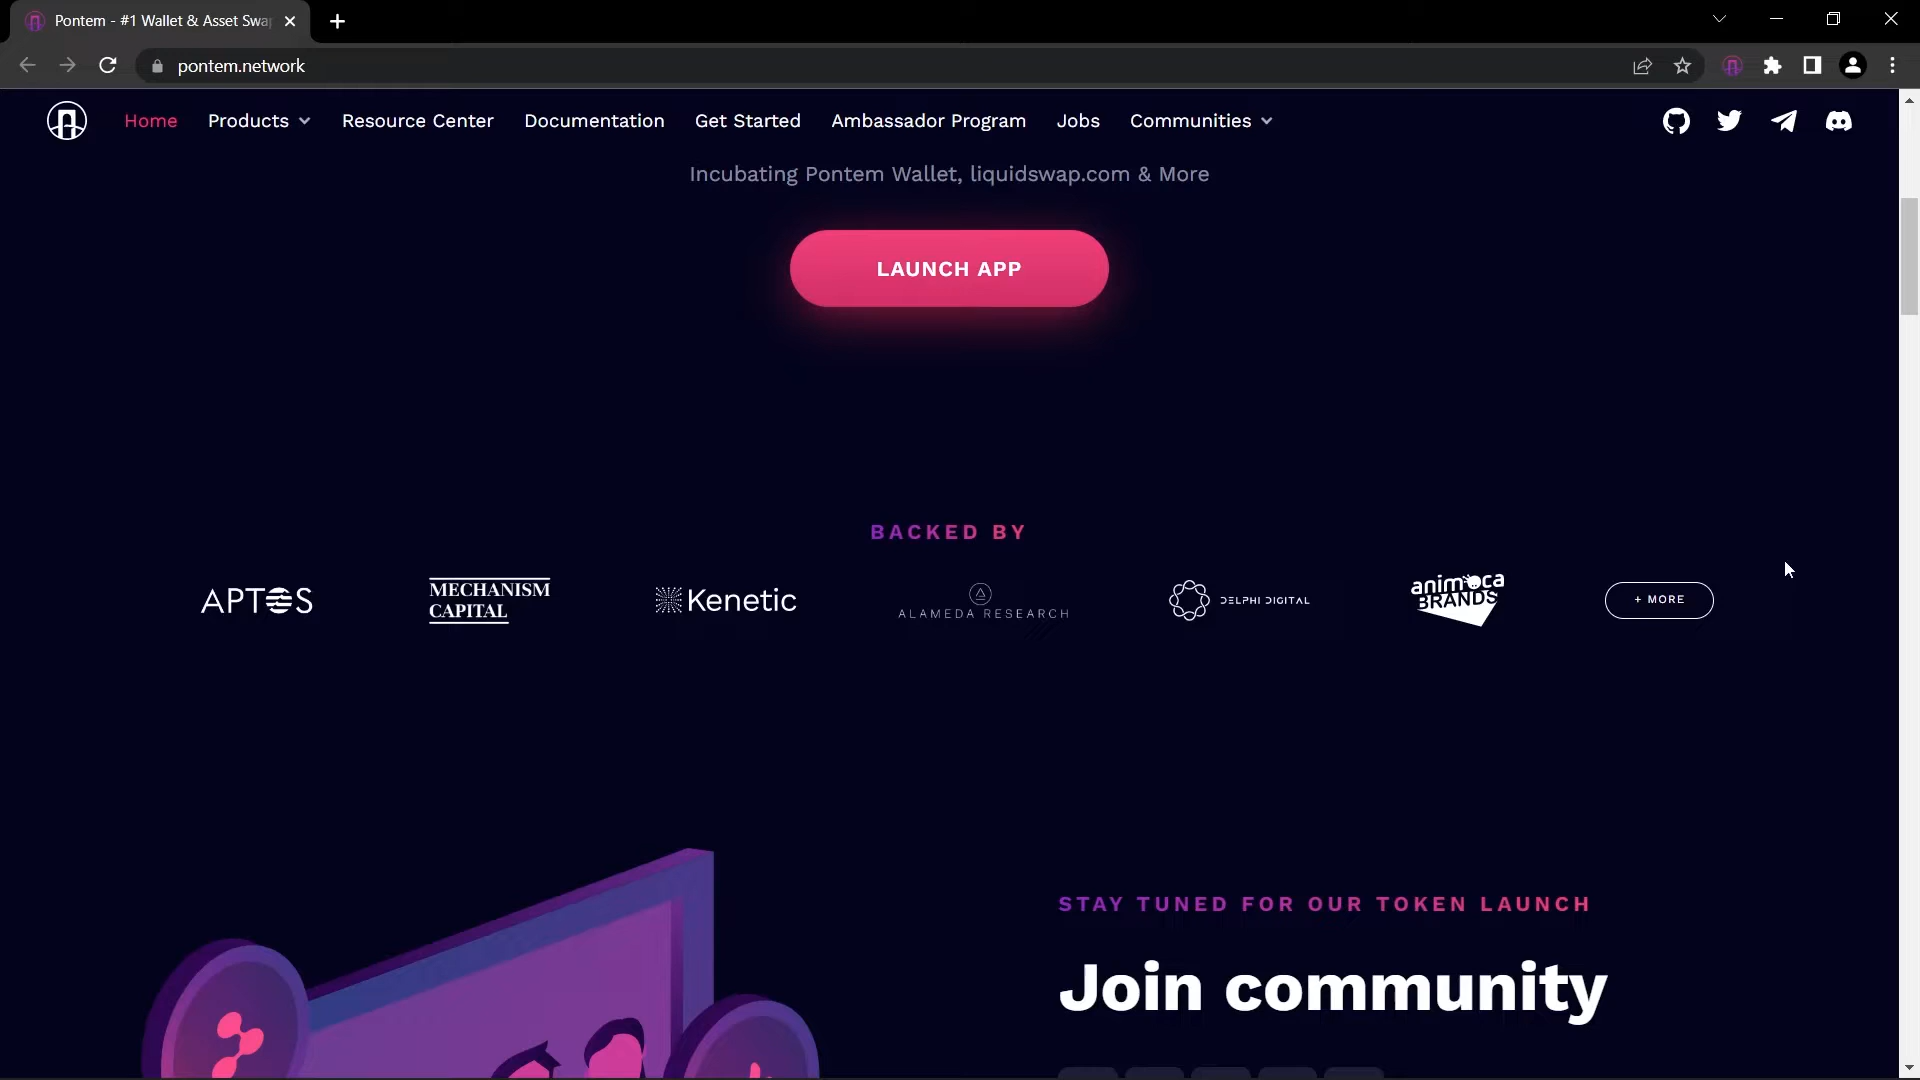 Pontem - #1 Wallet & Asset Swap
pontem.network
Home Products Resource Center Documentation Get Started Ambassador Program Jobs Communities
Incubating Pontem Wallet, liquidswap.com & More
LAUNCH APP
BACKED BY
APTOS
MECHANISM
CAPITAL
Kenetic
ALAMEDA RESEARCH
DELPHI DIGITAL
animoca
BRANDS
+ MORE
STAY TUNED FOR OUR TOKEN LAUNCH
Join community